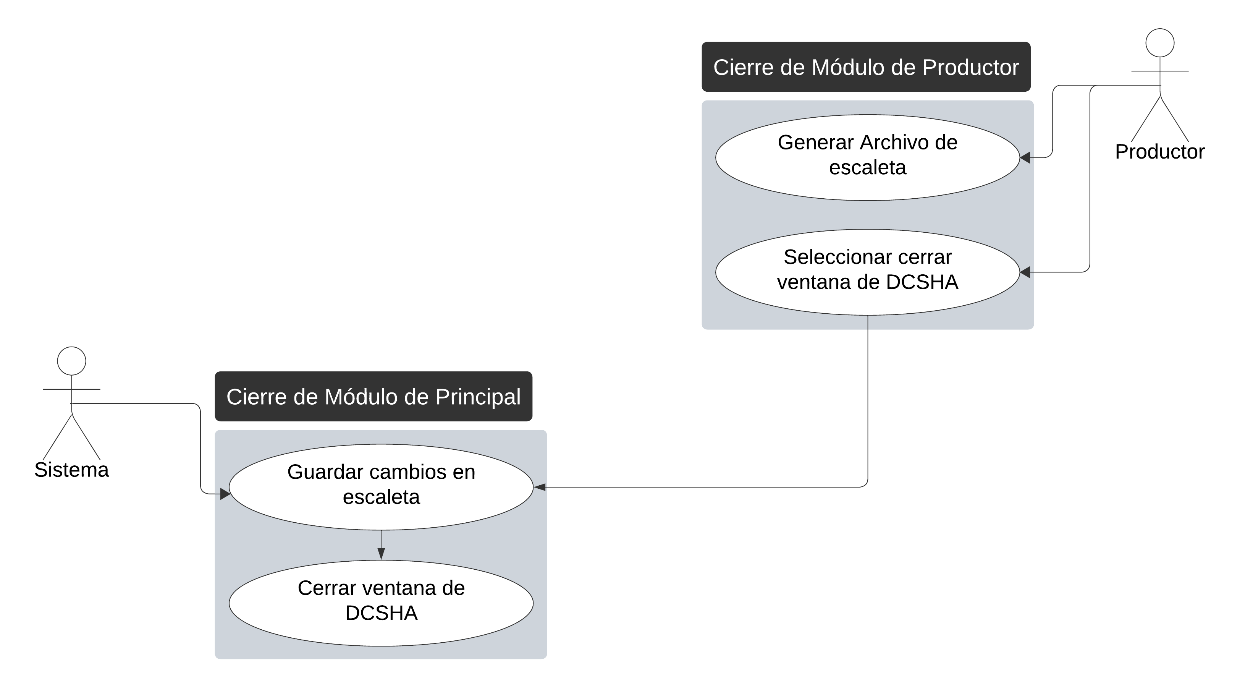 Cierre de Módulo de Productor
Generar Archivo de
escaleta
Productor
Seleccionar cerrar
ventana de DCSHA
Cierre de Módulo de Principal
Sistema
Guardar cambios en
escaleta
Cerrar ventana de
DCSHA